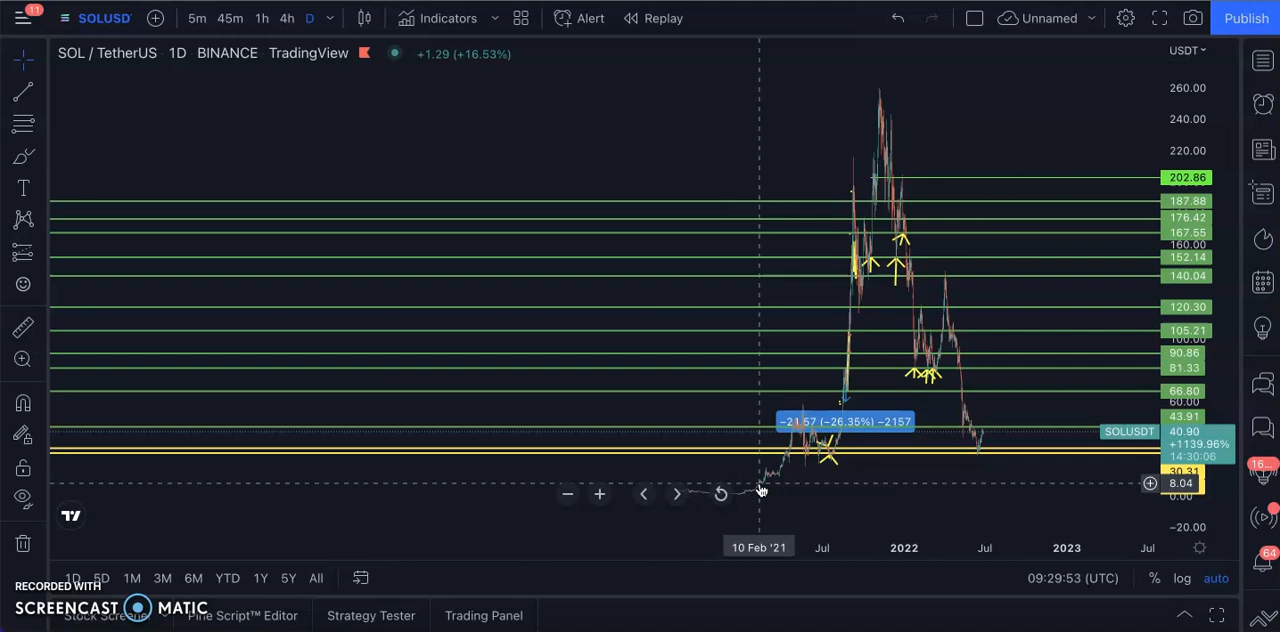 11
SOLUSD
5m 45m 1h 4h D
Indicators
Alert
Replay
Unnamed
Publish
SOL / TetherUS 1D BINANCE TradingView
+1.29 (+16.53%)
USDT
260.00
240.00
220.00
202.86
187.88
176.42
167.55
160.00
152.14
140.04
120.30
105.21
100.00
90.86
81.33
66.80
60.00
−21.57 (−26.35%) −2157
43.91
SOLUSDT 40.90
+1139.96%
14:30:06
30.31
8.04
0.00
−20.00
16...
64
10 Feb '21 Jul 2022 Jul 2023 Jul
1D 5D 1M 3M 6M YTD 1Y 5Y All
09:29:53 (UTC) % log auto
RECORDED WITH
SCREENCAST MATIC
Stock Screener Pine Script™ Editor Strategy Tester Trading Panel